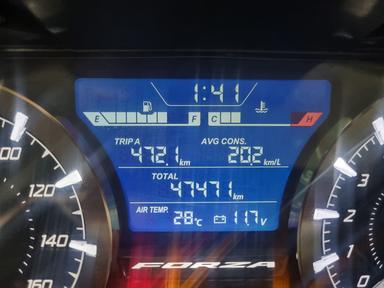 1:41
E F C H
TRIP A AVG CONS.
472.1 km 20.2 km/L
TOTAL
47471 km
AIR TEMP.
28°C 11.7 V
FORZA
100
120
140
160
0
1
2
3